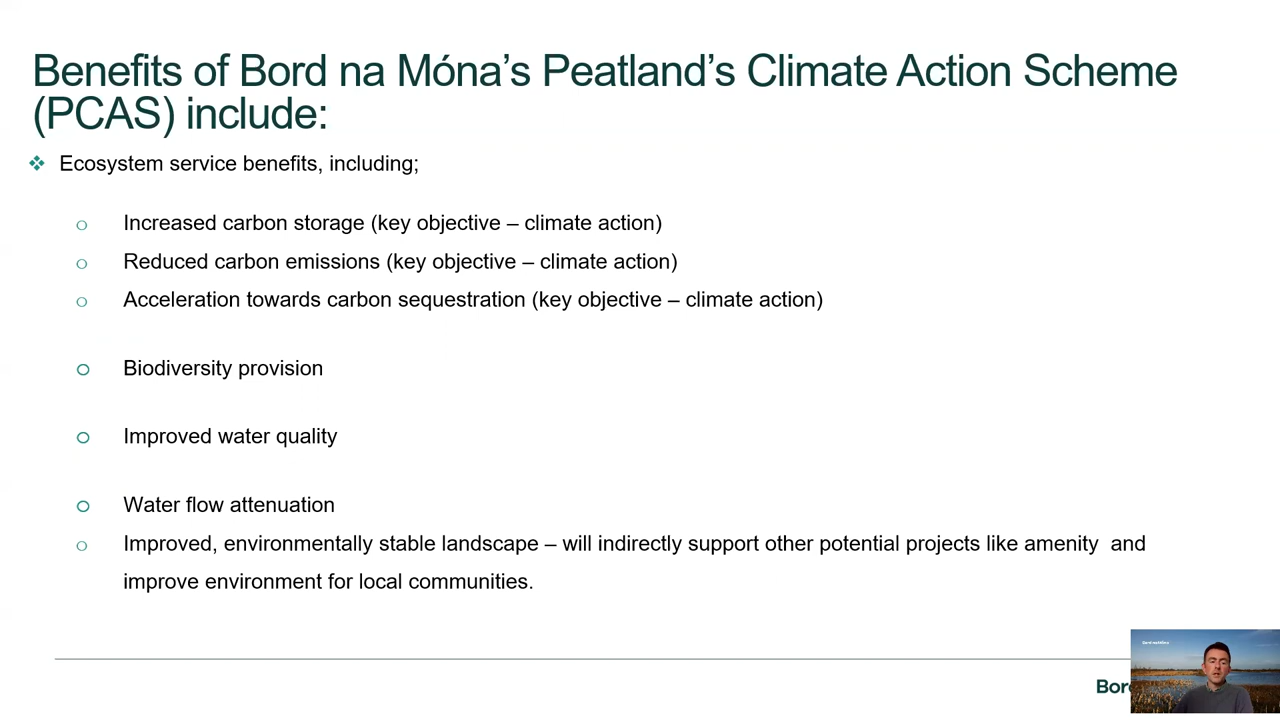 Benefits of Bord na Móna’s Peatland’s Climate Action Scheme
(PCAS) include:
❖ Ecosystem service benefits, including;
o Increased carbon storage (key objective – climate action)
o Reduced carbon emissions (key objective – climate action)
o Acceleration towards carbon sequestration (key objective – climate action)
o Biodiversity provision
o Improved water quality
o Water flow attenuation
o Improved, environmentally stable landscape – will indirectly support other potential projects like amenity  and
improve environment for local communities.
Bord na Móna